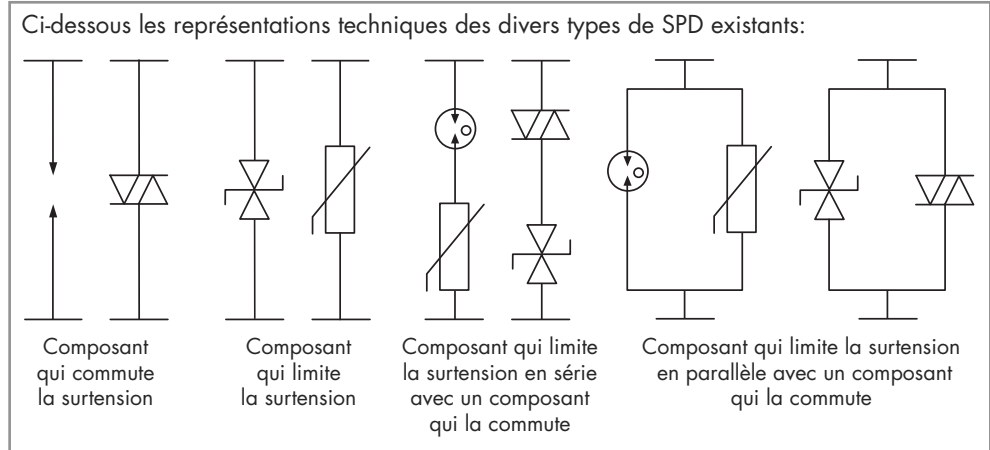 Ci-dessous les représentations techniques des divers types de SPD existants:
Composant
qui commute
la surtension
Composant
qui limite
la surtension
Composant qui limite
la surtension en série
avec un composant
qui la commute
Composant qui limite la surtension
en parallèle avec un composant
qui la commute